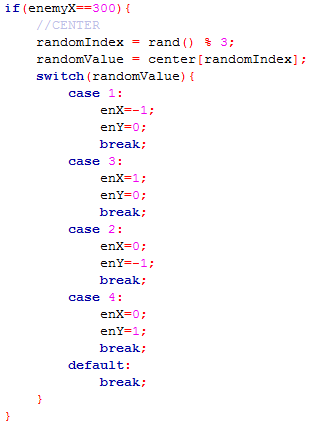 if(enemyX==300){
//CENTER
randomIndex = rand() % 3;
randomValue = center[randomIndex];
switch(randomValue){
case 1:
enX=-1;
enY=0;
break;
case 3:
enX=1;
enY=0;
break;
case 2:
enX=0;
enY=-1;
break;
case 4:
enX=0;
enY=1;
break;
default:
break;
}
}